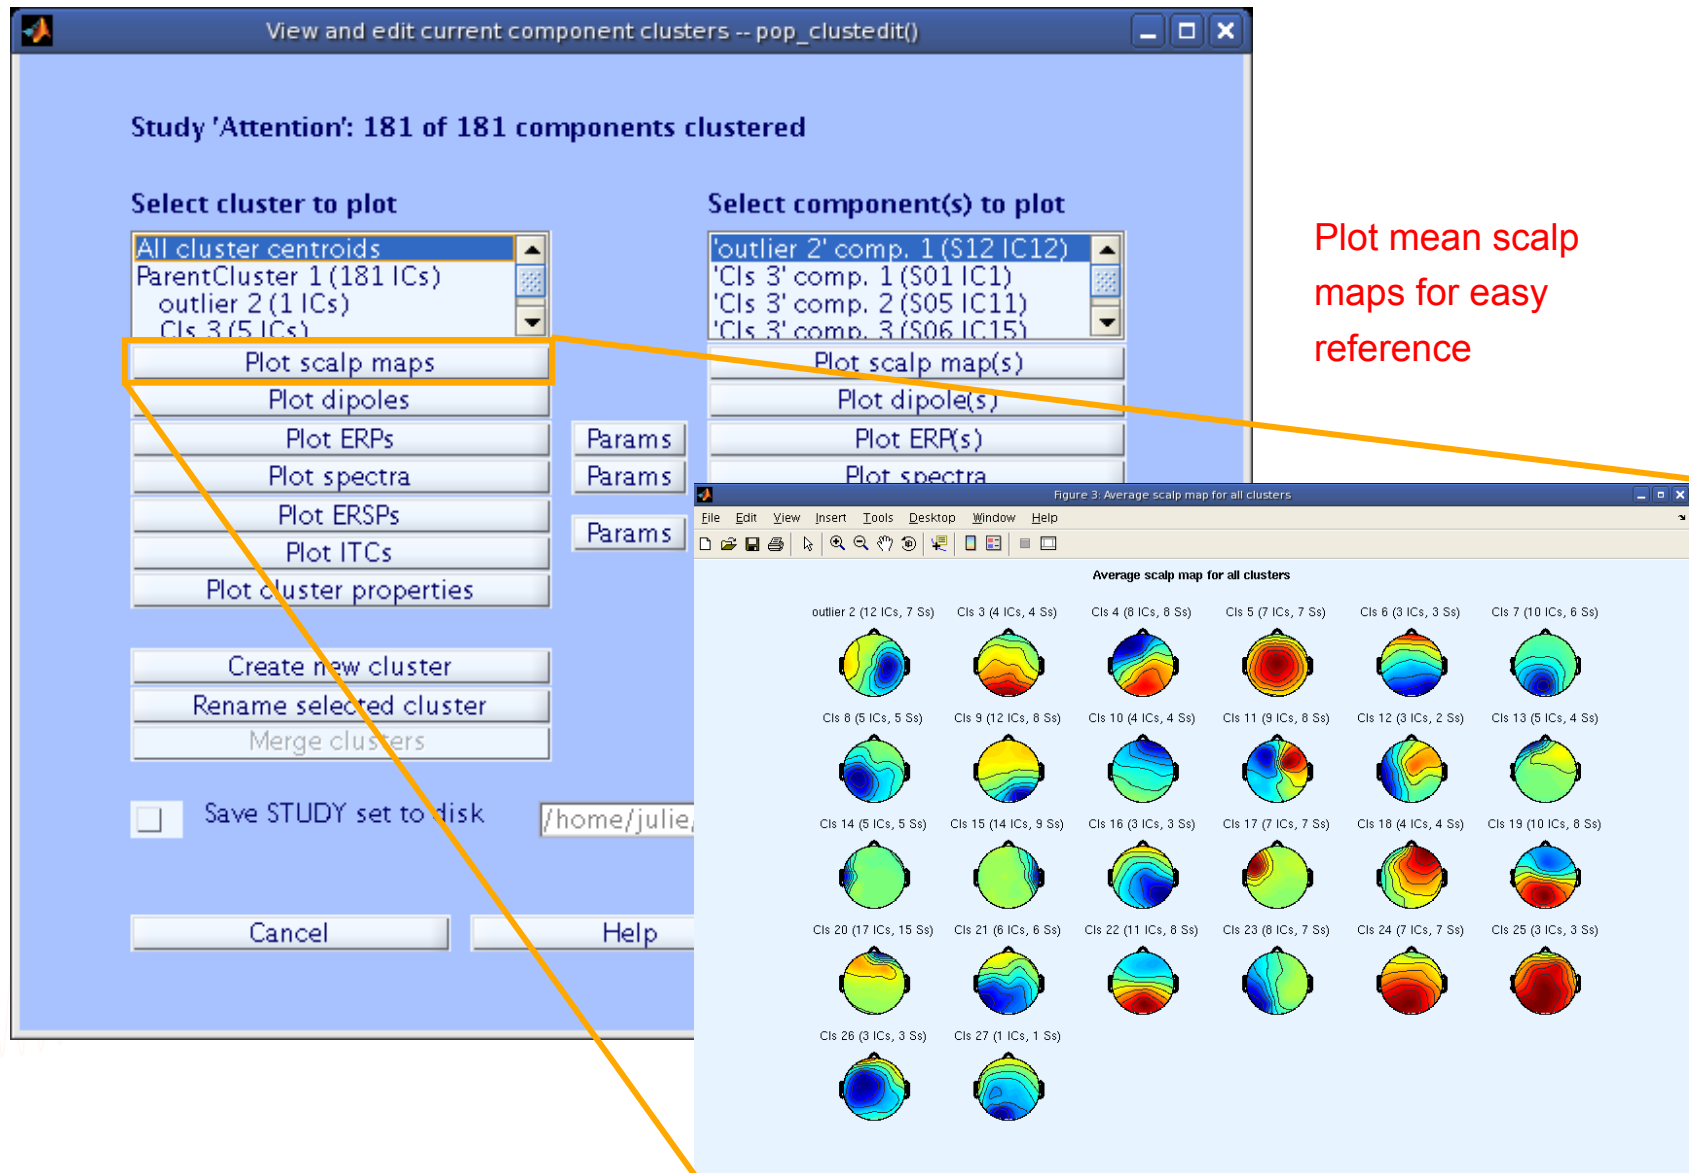 View and edit current component clusters -- pop_clustedit()
Study 'Attention': 181 of 181 components clustered
Select cluster to plot
Select component(s) to plot
All cluster centroids
ParentCluster 1 (181 ICs)
outlier 2 (1 ICs)
Cls 3 (5 ICs)
'outlier 2' comp. 1 (S12 IC12)
'Cls 3' comp. 1 (S01 IC1)
'Cls 3' comp. 2 (S05 IC11)
'Cls 3' comp. 3 (S06 IC15)
Plot mean scalp
maps for easy
reference
Plot scalp maps
Plot scalp map(s)
Plot dipoles
Plot dipole(s)
Plot ERPs
Params
Plot ERP(s)
Plot spectra
Params
Plot spectra
Plot ERSPs
Params
Plot ITCs
Plot cluster properties
Create new cluster
Rename selected cluster
Merge clusters
Save STUDY set to disk
/home/julie/
Cancel
Help
Figure 3: Average scalp map for all clusters
File Edit View Insert Tools Desktop Window Help
Average scalp map for all clusters
outlier 2 (12 ICs, 7 Ss) Cls 3 (4 ICs, 4 Ss) Cls 4 (8 ICs, 8 Ss) Cls 5 (7 ICs, 7 Ss) Cls 6 (3 ICs, 3 Ss) Cls 7 (10 ICs, 6 Ss)
Cls 8 (5 ICs, 5 Ss) Cls 9 (12 ICs, 8 Ss) Cls 10 (4 ICs, 4 Ss) Cls 11 (9 ICs, 8 Ss) Cls 12 (3 ICs, 2 Ss) Cls 13 (5 ICs, 4 Ss)
Cls 14 (5 ICs, 5 Ss) Cls 15 (14 ICs, 9 Ss) Cls 16 (3 ICs, 3 Ss) Cls 17 (7 ICs, 7 Ss) Cls 18 (4 ICs, 4 Ss) Cls 19 (10 ICs, 8 Ss)
Cls 20 (17 ICs, 15 Ss) Cls 21 (6 ICs, 6 Ss) Cls 22 (11 ICs, 8 Ss) Cls 23 (8 ICs, 7 Ss) Cls 24 (7 ICs, 7 Ss) Cls 25 (3 ICs, 3 Ss)
Cls 26 (3 ICs, 3 Ss) Cls 27 (1 ICs, 1 Ss)